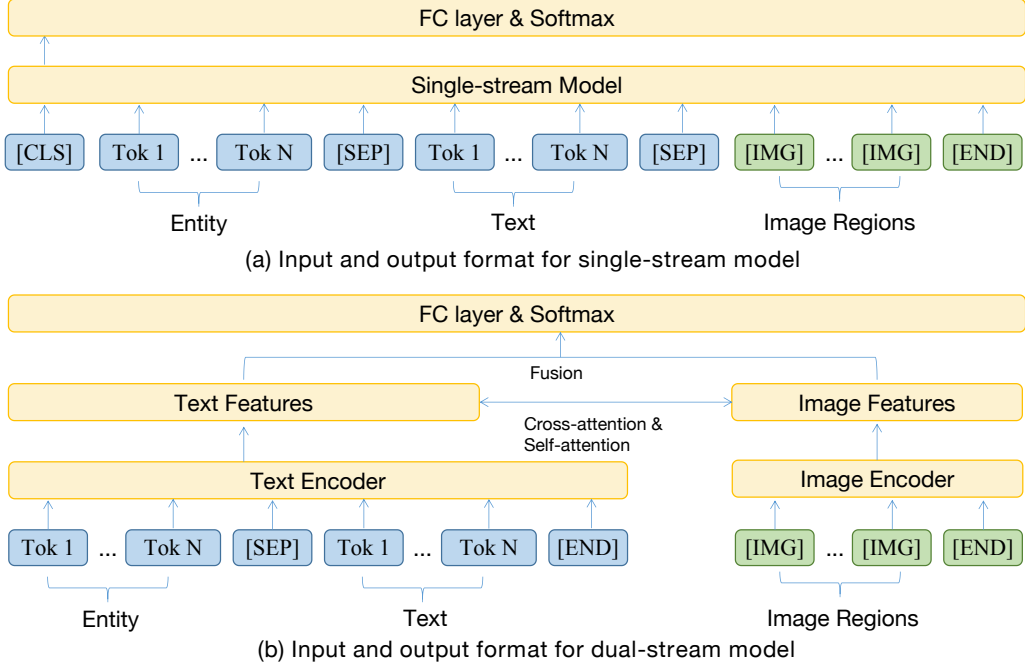 FC layer & Softmax
Single-stream Model
[CLS] Tok 1 ... Tok N [SEP] Tok 1 ... Tok N [SEP] [IMG] ... [IMG] [END]
Entity Text Image Regions
(a) Input and output format for single-stream model
FC layer & Softmax
Fusion
Text Features Image Features
Cross-attention &
Self-attention
Text Encoder Image Encoder
Tok 1 ... Tok N [SEP] Tok 1 ... Tok N [END] [IMG] ... [IMG] [END]
Entity Text Image Regions
(b) Input and output format for dual-stream model